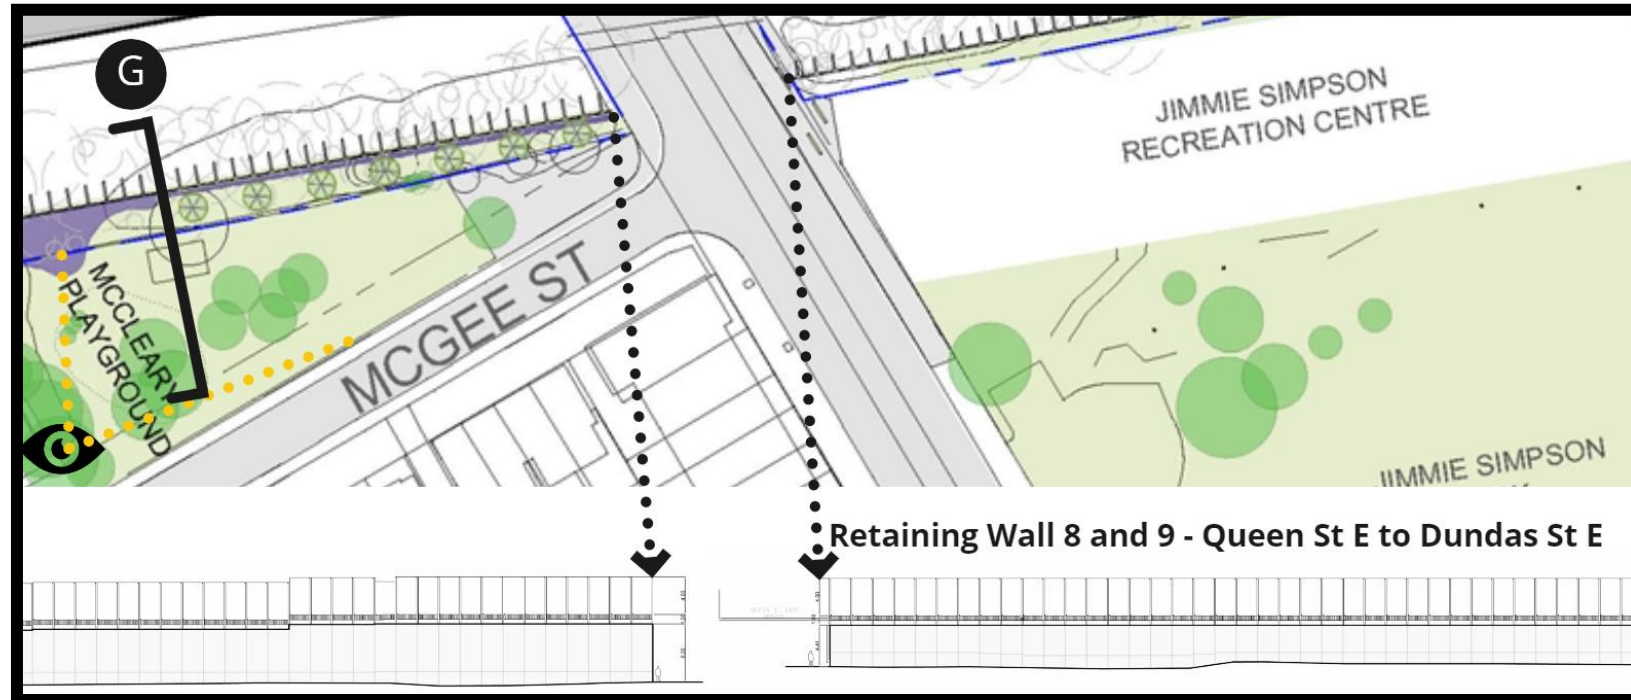 G
JIMMIE SIMPSON
RECREATION CENTRE
MCCLEARY
PLAYGROUND
MCGEE ST
JIMMIE SIMPSON
Retaining Wall 8 and 9 - Queen St E to Dundas St E